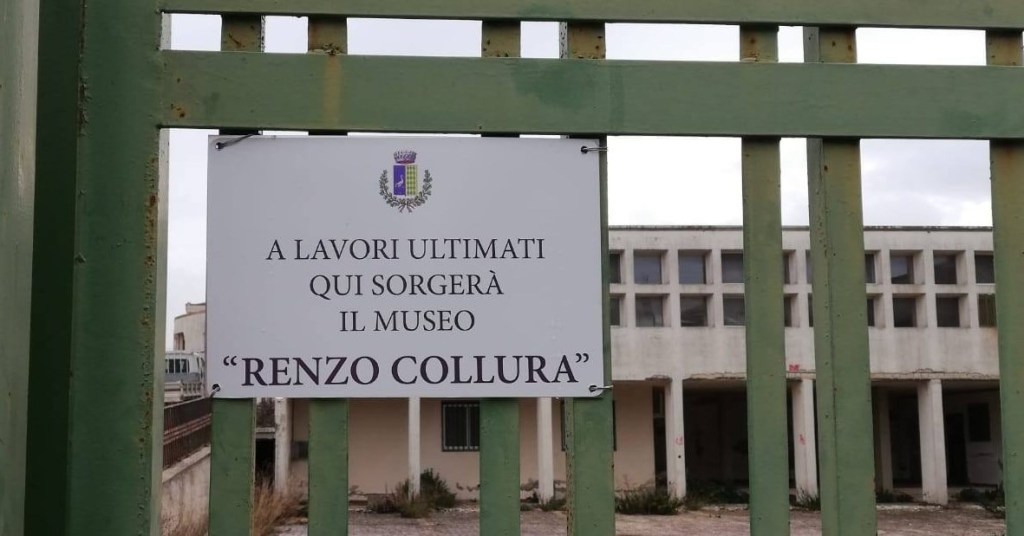 A LAVORI ULTIMATI
QUI SORGERÀ
IL MUSEO
“RENZO COLLURA”